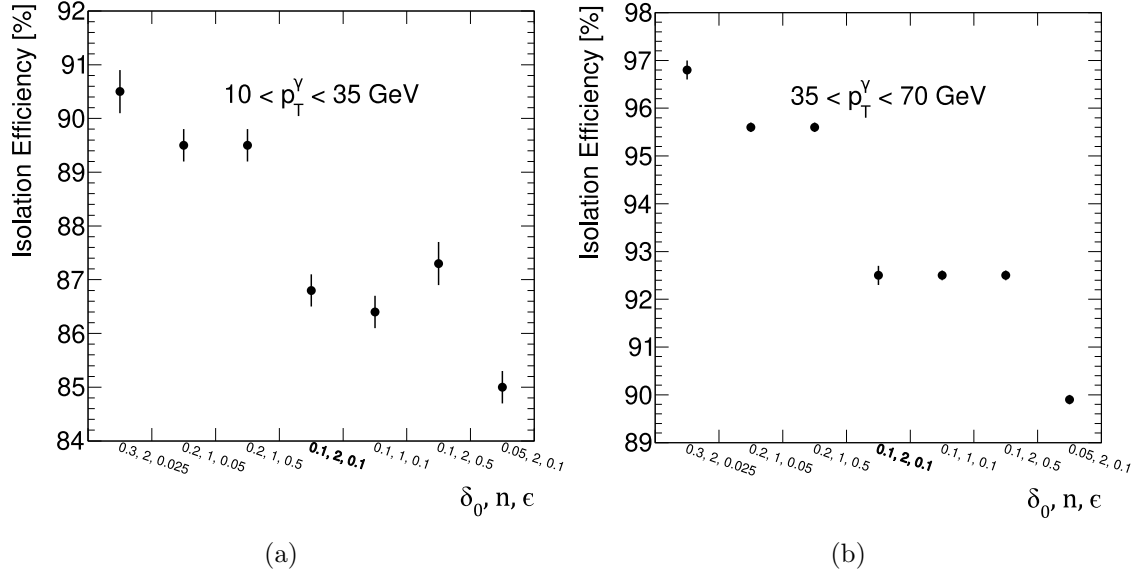 Isolation Efficiency [%]
92
91
90
89
88
87
86
85
84
10 < p_T^γ < 35 GeV
0.3, 2, 0.025
0.2, 1, 0.05
0.2, 1, 0.5
0.1, 2, 0.1
0.1, 1, 0.1
0.1, 2, 0.5
0.05, 2, 0.1
δ₀, n, ϵ
(a)
Isolation Efficiency [%]
98
97
96
95
94
93
92
91
90
89
35 < p_T^γ < 70 GeV
0.3, 2, 0.025
0.2, 1, 0.05
0.2, 1, 0.5
0.1, 2, 0.1
0.1, 1, 0.1
0.1, 2, 0.5
0.05, 2, 0.1
δ₀, n, ϵ
(b)